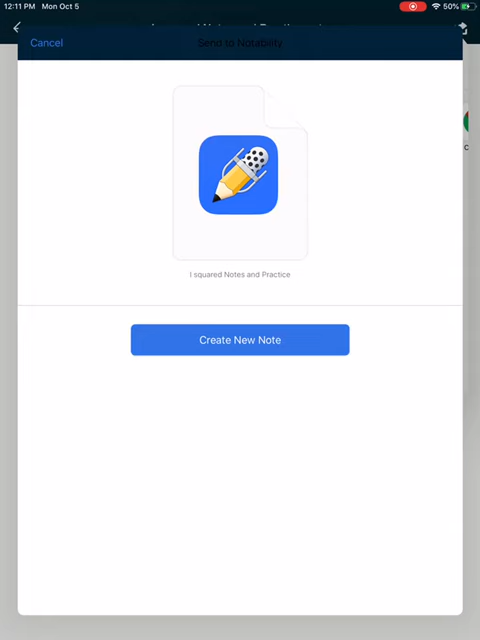 12:11 PM Mon Oct 5 50%
Cancel Send to Notability
I squared Notes and Practice
Create New Note